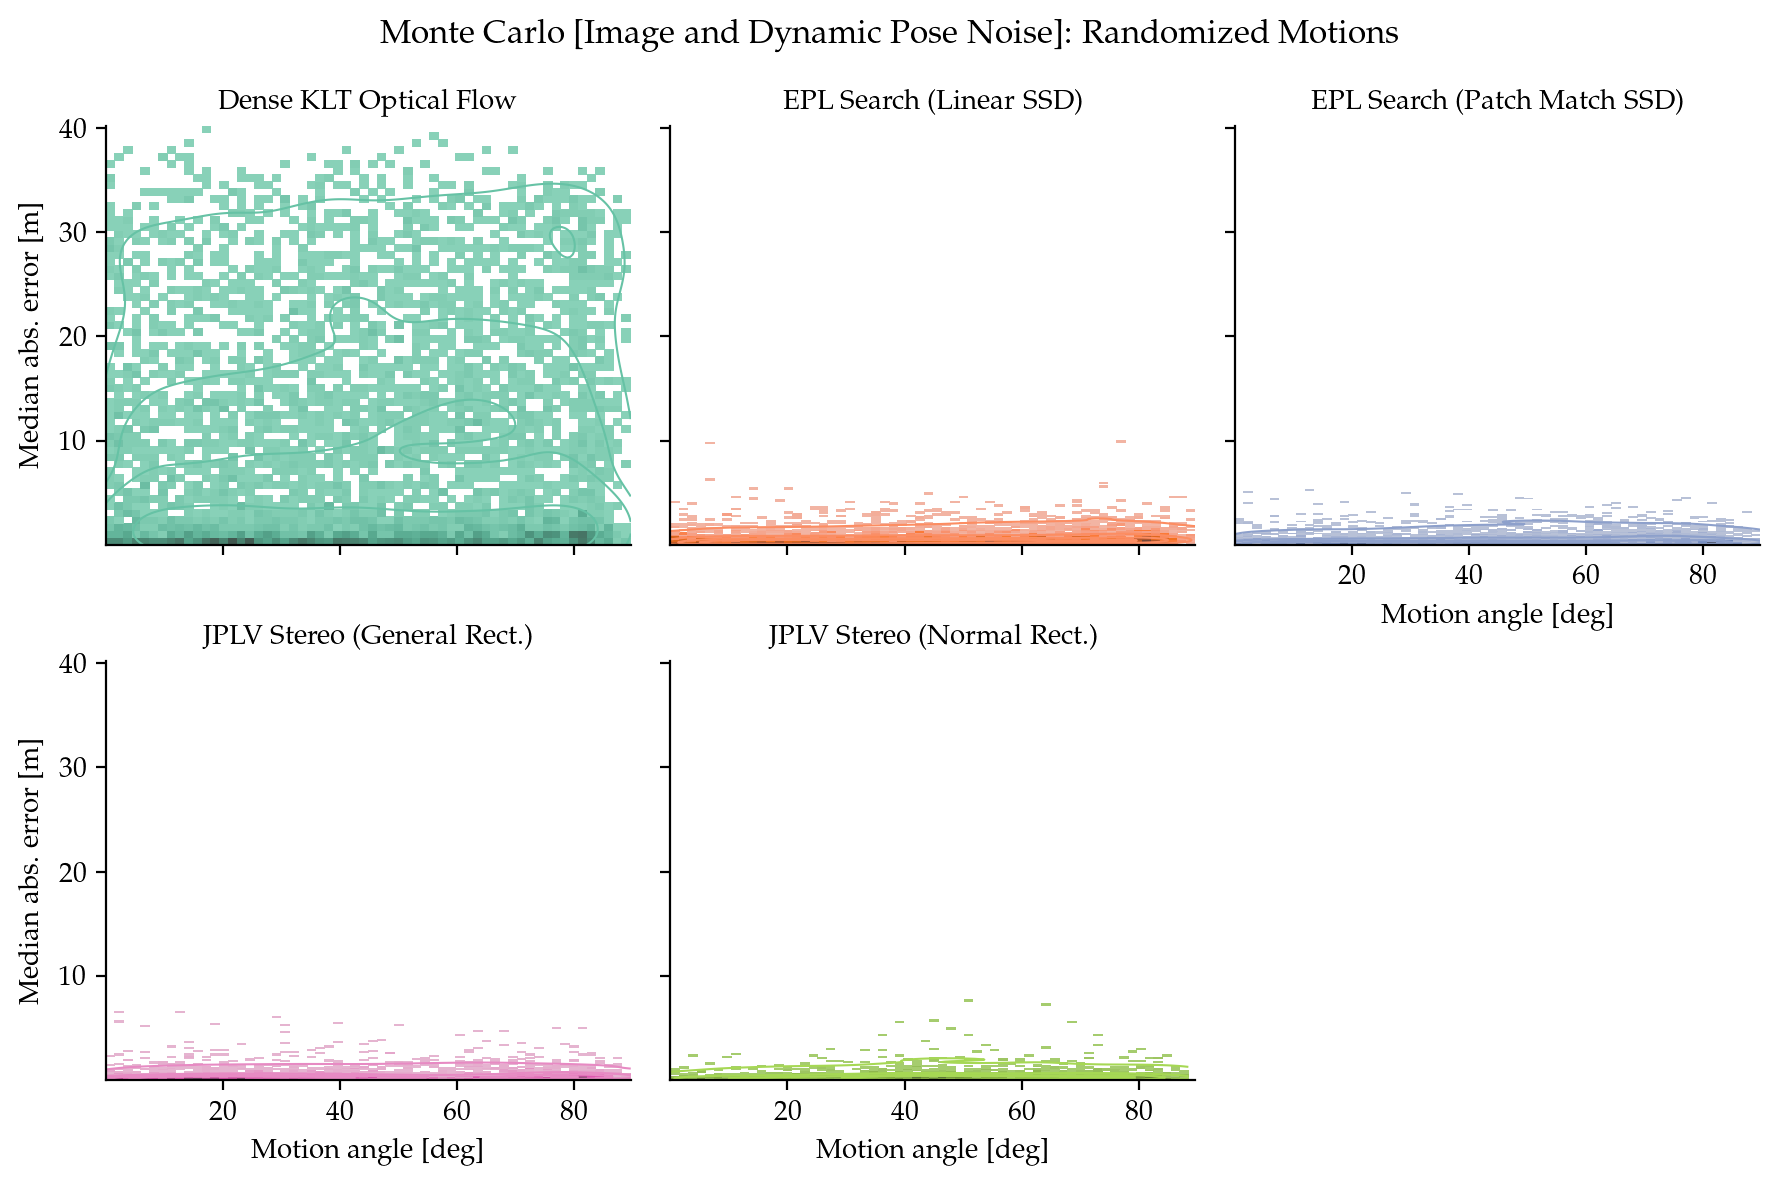 Monte Carlo [Image and Dynamic Pose Noise]: Randomized Motions
Dense KLT Optical Flow
EPL Search (Linear SSD)
EPL Search (Patch Match SSD)
Median abs. error [m]
40
30
20
10
20 40 60 80
Motion angle [deg]
JPLV Stereo (General Rect.)
JPLV Stereo (Normal Rect.)
Median abs. error [m]
40
30
20
10
20 40 60 80
Motion angle [deg]
20 40 60 80
Motion angle [deg]